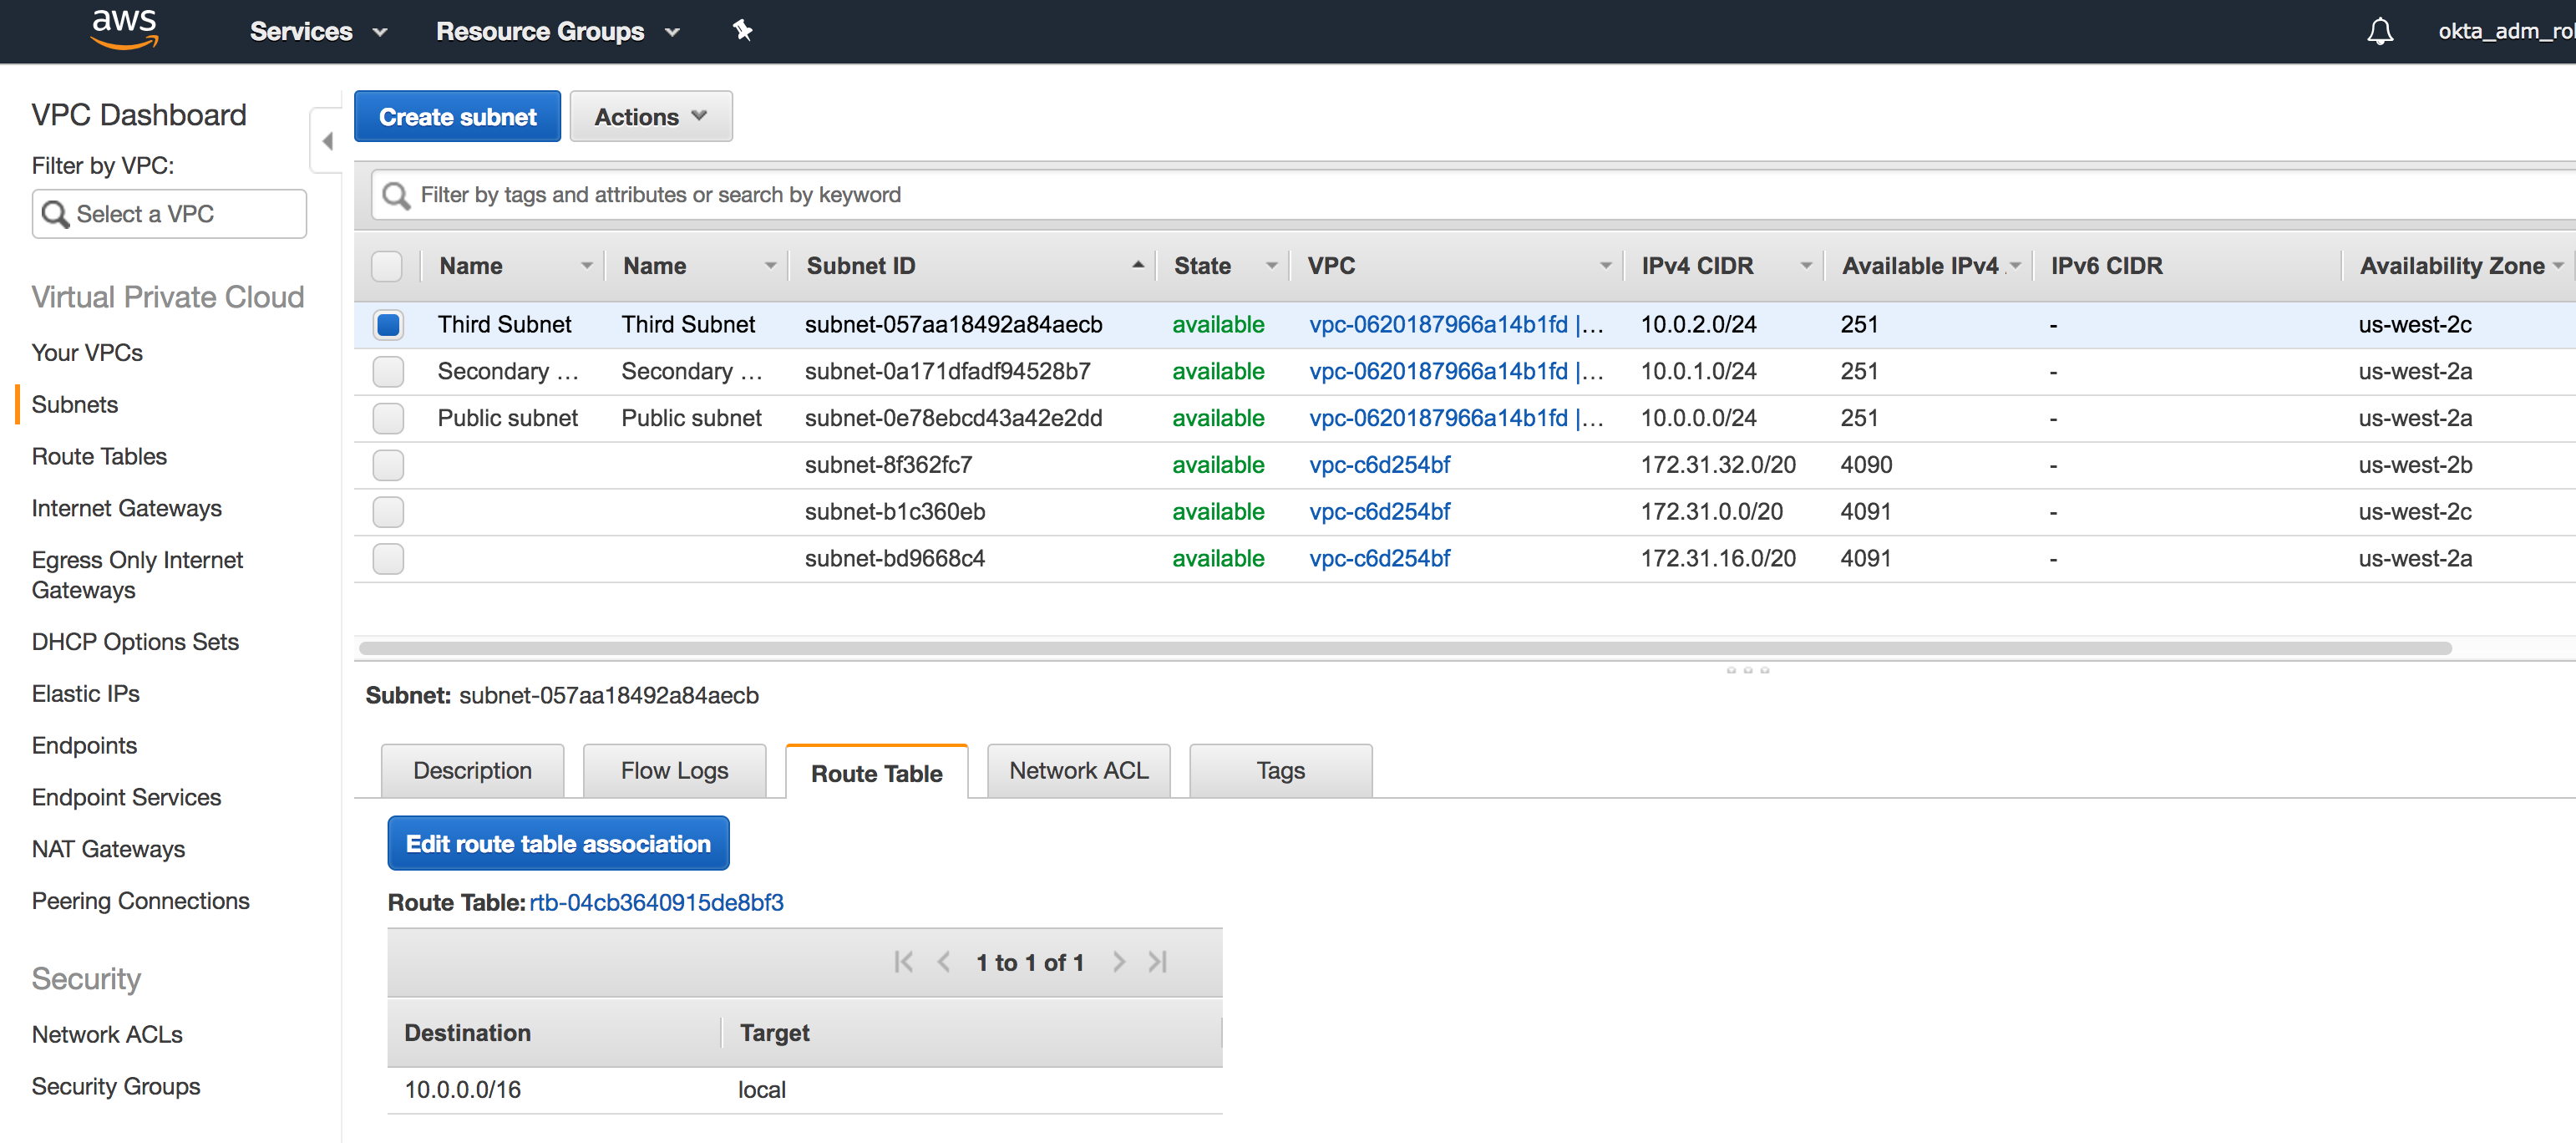 aws Services Resource Groups okta_adm_rol
VPC Dashboard
Filter by VPC:
Select a VPC
Virtual Private Cloud
Your VPCs
Subnets
Route Tables
Internet Gateways
Egress Only Internet
Gateways
DHCP Options Sets
Elastic IPs
Endpoints
Endpoint Services
NAT Gateways
Peering Connections
Security
Network ACLs
Security Groups
Create subnet Actions
Filter by tags and attributes or search by keyword
Name Name Subnet ID State VPC IPv4 CIDR Available IPv4 . IPv6 CIDR Availability Zone
Third Subnet Third Subnet subnet-057aa18492a84aecb available vpc-0620187966a14b1fd |... 10.0.2.0/24 251 - us-west-2c
Secondary ... Secondary ... subnet-0a171dfadf94528b7 available vpc-0620187966a14b1fd |... 10.0.1.0/24 251 - us-west-2a
Public subnet Public subnet subnet-0e78ebcd43a42e2dd available vpc-0620187966a14b1fd |... 10.0.0.0/24 251 - us-west-2a
subnet-8f362fc7 available vpc-c6d254bf 172.31.32.0/20 4090 - us-west-2b
subnet-b1c360eb available vpc-c6d254bf 172.31.0.0/20 4091 - us-west-2c
subnet-bd9668c4 available vpc-c6d254bf 172.31.16.0/20 4091 - us-west-2a
Subnet: subnet-057aa18492a84aecb
Description Flow Logs Route Table Network ACL Tags
Edit route table association
Route Table: rtb-04cb3640915de8bf3
1 to 1 of 1
Destination Target
10.0.0.0/16 local